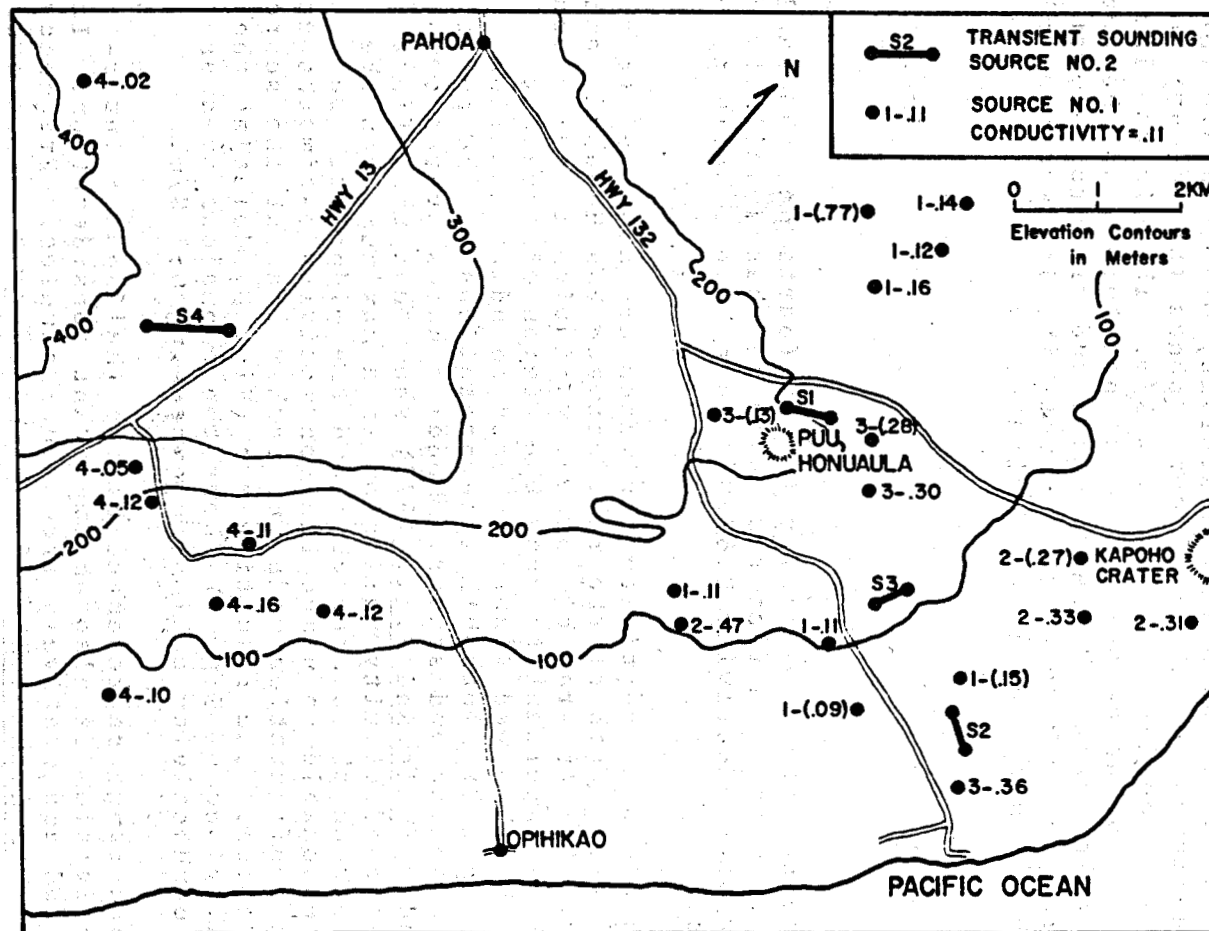 PAHOA
S2
TRANSIENT SOUNDING
SOURCE NO. 2
1-.11
SOURCE NO. 1
CONDUCTIVITY=.11
N
4-.02
400
HWY 13
HWY 132
300
200
0 1 2KM
Elevation Contours
in Meters
1-(.77)
1-.14
1-.12
1-.16
100
400
S4
S1
3-(.13)
3-(.28)
PUU
HONUAULA
3-.30
4-.05
4-.12
200
4-.11
200
2-(.27)
KAPOHO
CRATER
4-.16
4-.12
1-.11
2-.47
S3
1-.11
2-.33
2-.31
100
100
4-.10
1-(.15)
1-(.09)
S2
3-.36
OPIHIKAO
PACIFIC OCEAN